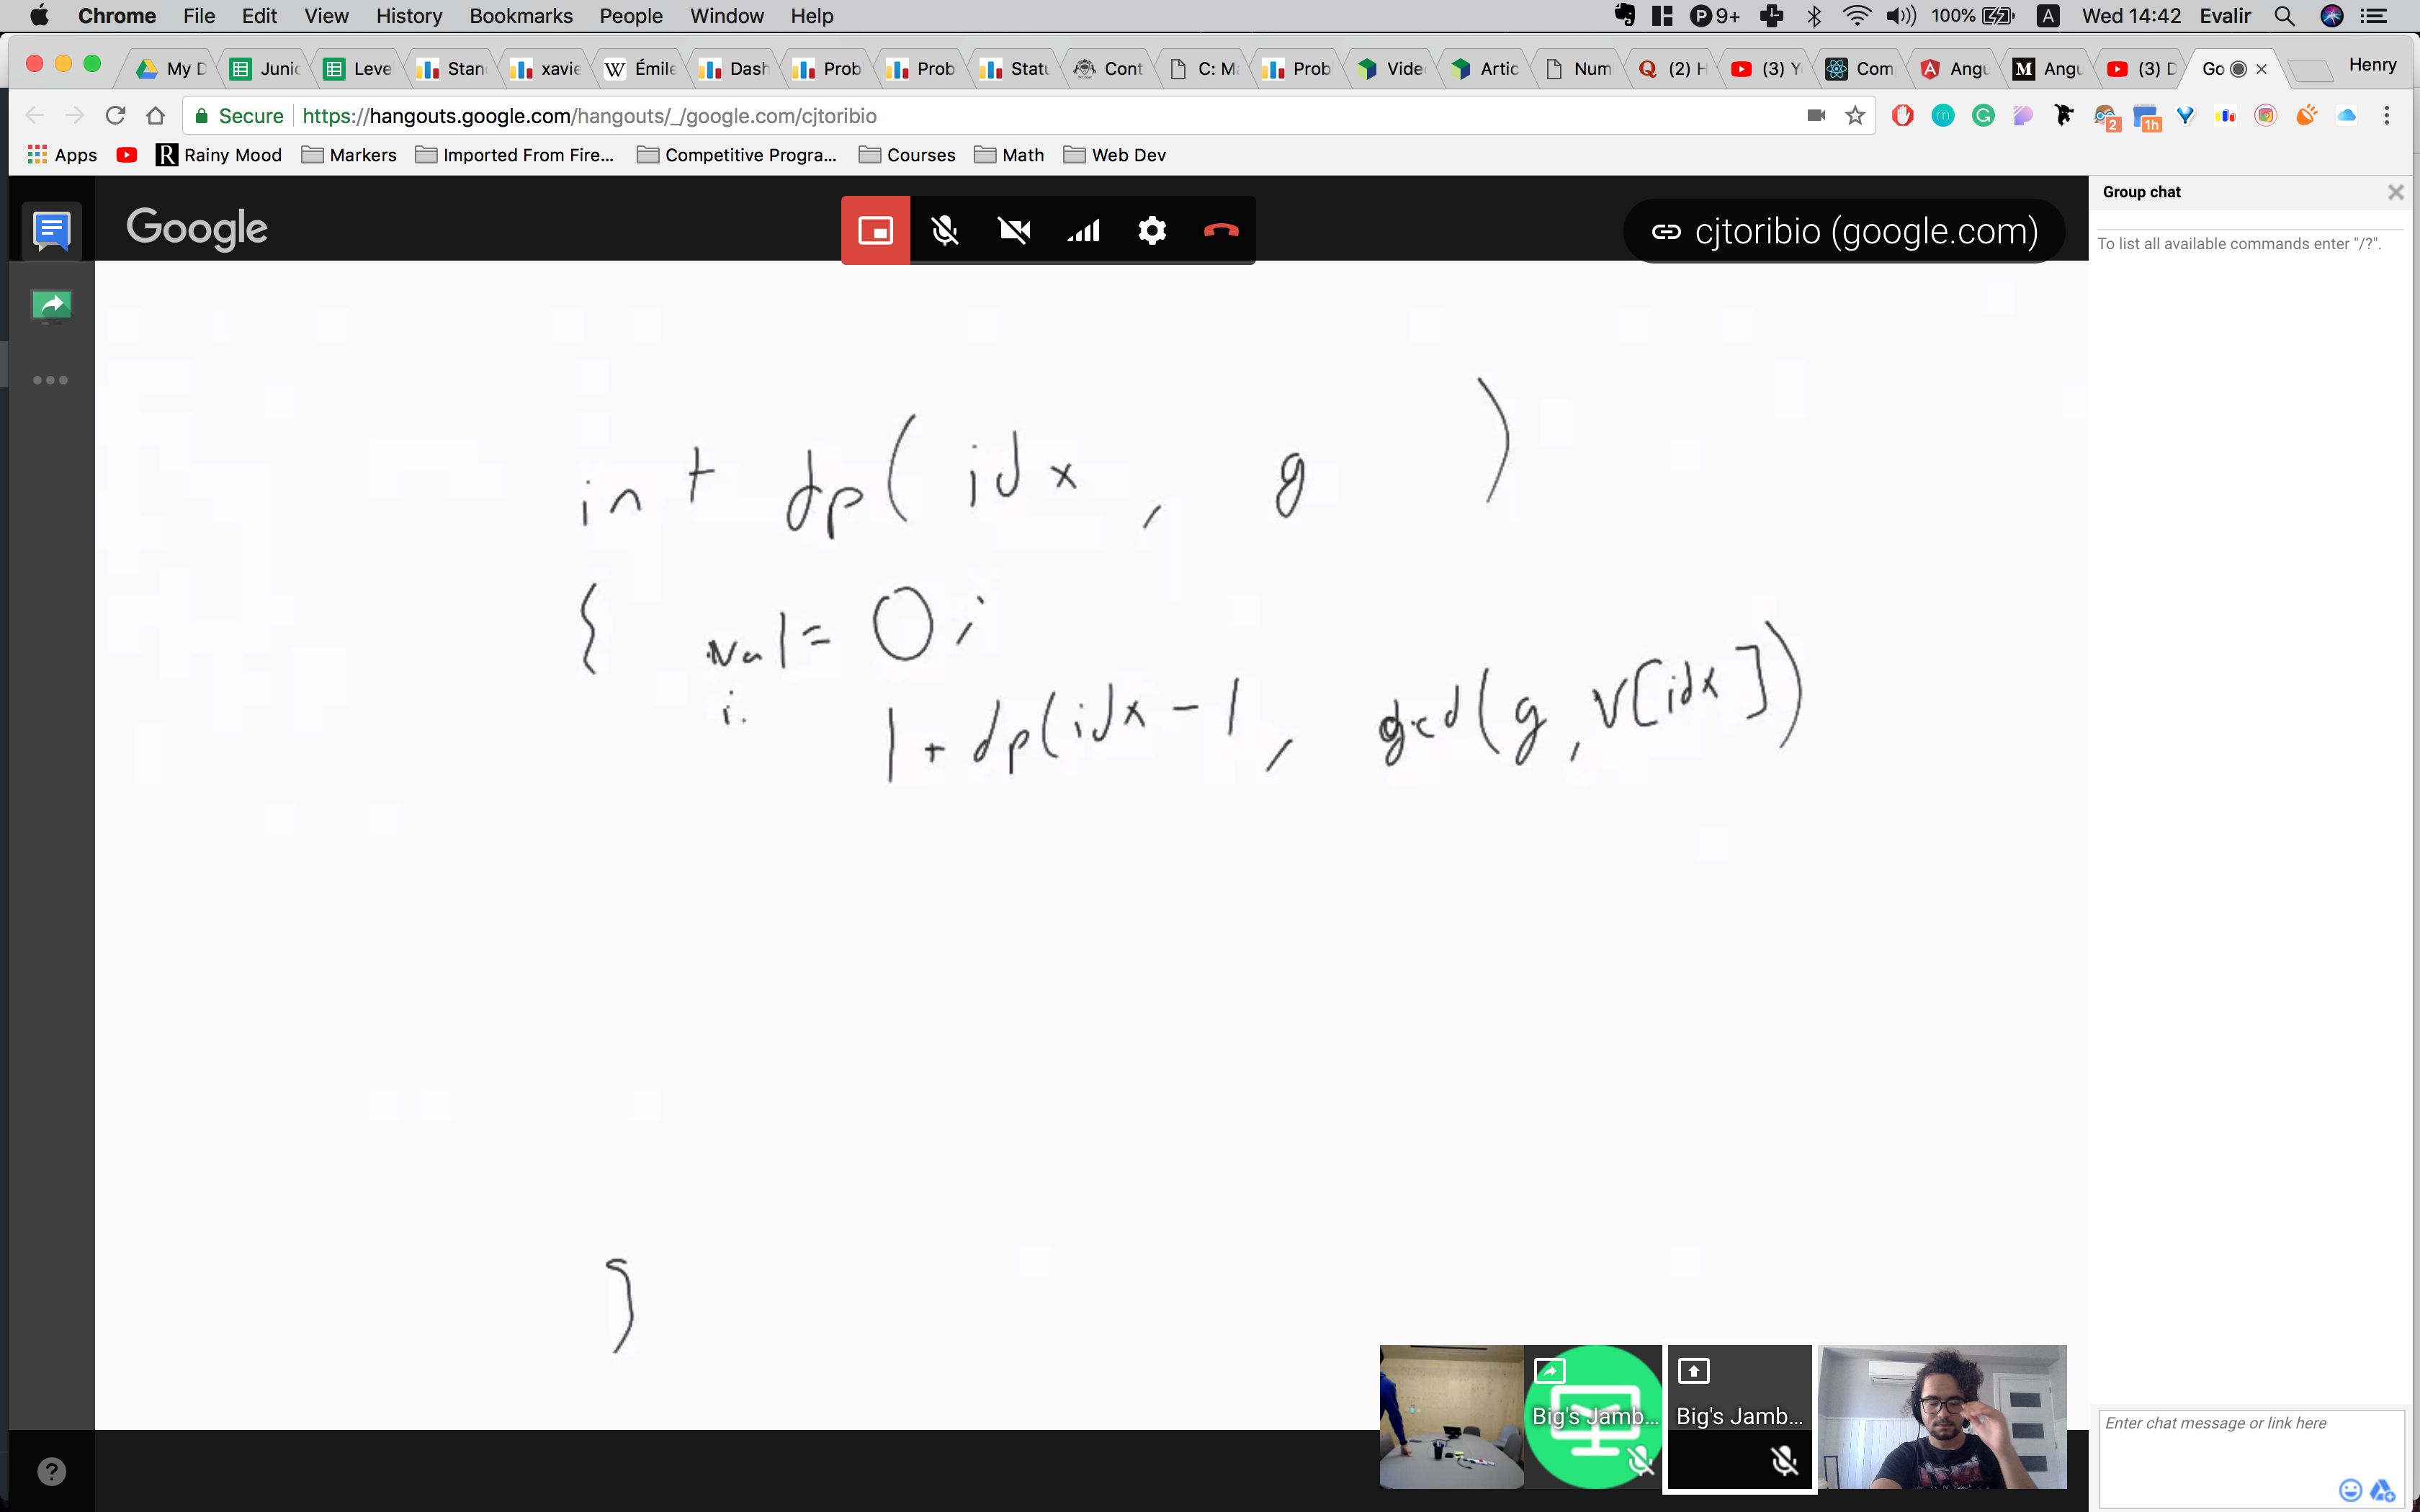 Chrome File Edit View History Bookmarks People Window Help 9+ 100% A Wed 14:42 Evalir
My D Junio Leve Stan xavie Émile Dash Prob Prob Statu Cont C: Ma Prob Vide Artic Num (2) H (3) Y Com Angu Angu (3) D Go Henry
Secure https://hangouts.google.com/hangouts/_/google.com/cjtoribio 2 1h
Apps Rainy Mood Markers Imported From Fire... Competitive Progra... Courses Math Web Dev
Group chat
Google
cjtoribio (google.com)
To list all available commands enter "/?".
int dp( idx , g )
{ val = 0;
i. 1 + dp(idx - 1, gcd(g, v[idx])
}
Big's Jamb... Big's Jamb...
Enter chat message or link here
?